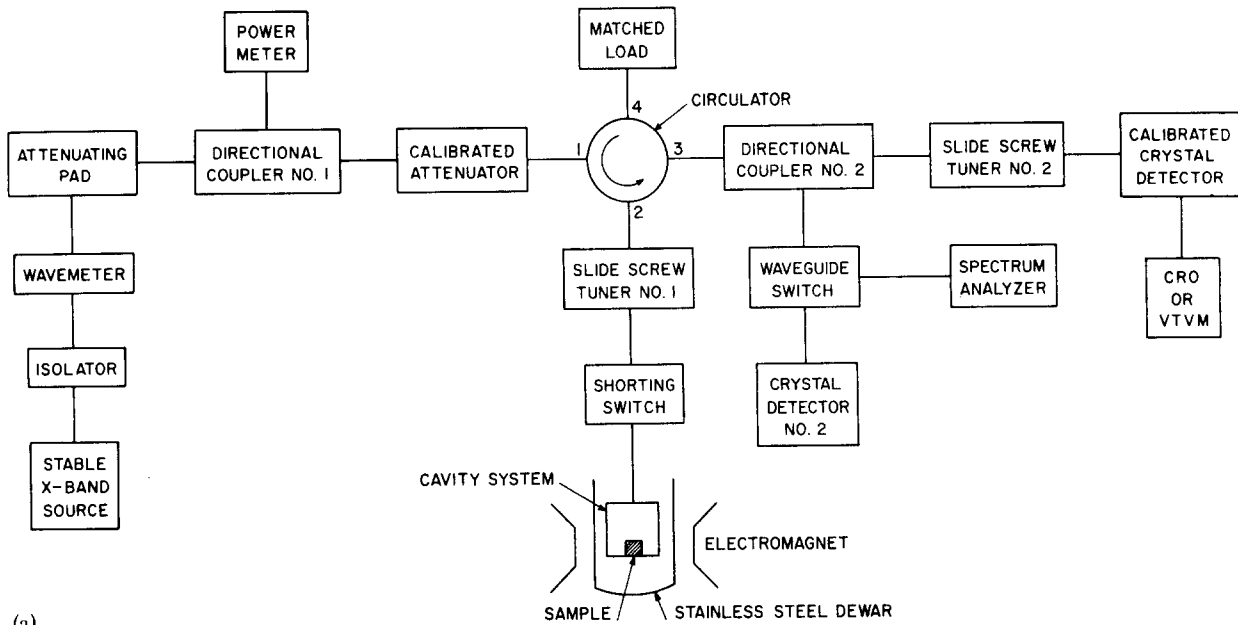 POWER
METER
MATCHED
LOAD
4
CIRCULATOR
ATTENUATING
PAD
DIRECTIONAL
COUPLER NO. 1
CALIBRATED
ATTENUATOR
1
3
2
DIRECTIONAL
COUPLER NO. 2
SLIDE SCREW
TUNER NO. 2
CALIBRATED
CRYSTAL
DETECTOR
WAVEMETER
SLIDE SCREW
TUNER NO. 1
WAVEGUIDE
SWITCH
SPECTRUM
ANALYZER
CRO
OR
VTVM
ISOLATOR
SHORTING
SWITCH
CRYSTAL
DETECTOR
NO. 2
STABLE
X-BAND
SOURCE
CAVITY SYSTEM
ELECTROMAGNET
SAMPLE
STAINLESS STEEL DEWAR
(a)